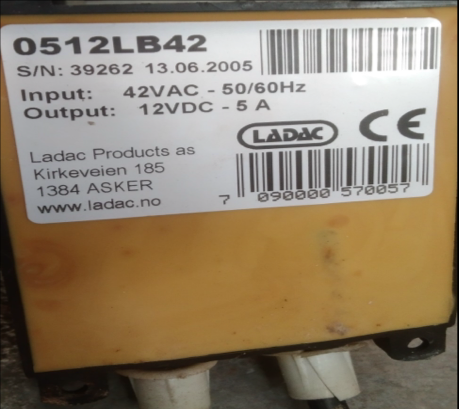 0512LB42
S/N: 39262 13.06.2005
Input: 42VAC - 50/60Hz
Output: 12VDC - 5 A
LADAC CE
Ladac Products as
Kirkeveien 185
1384 ASKER
www.ladac.no
7 090000 570057